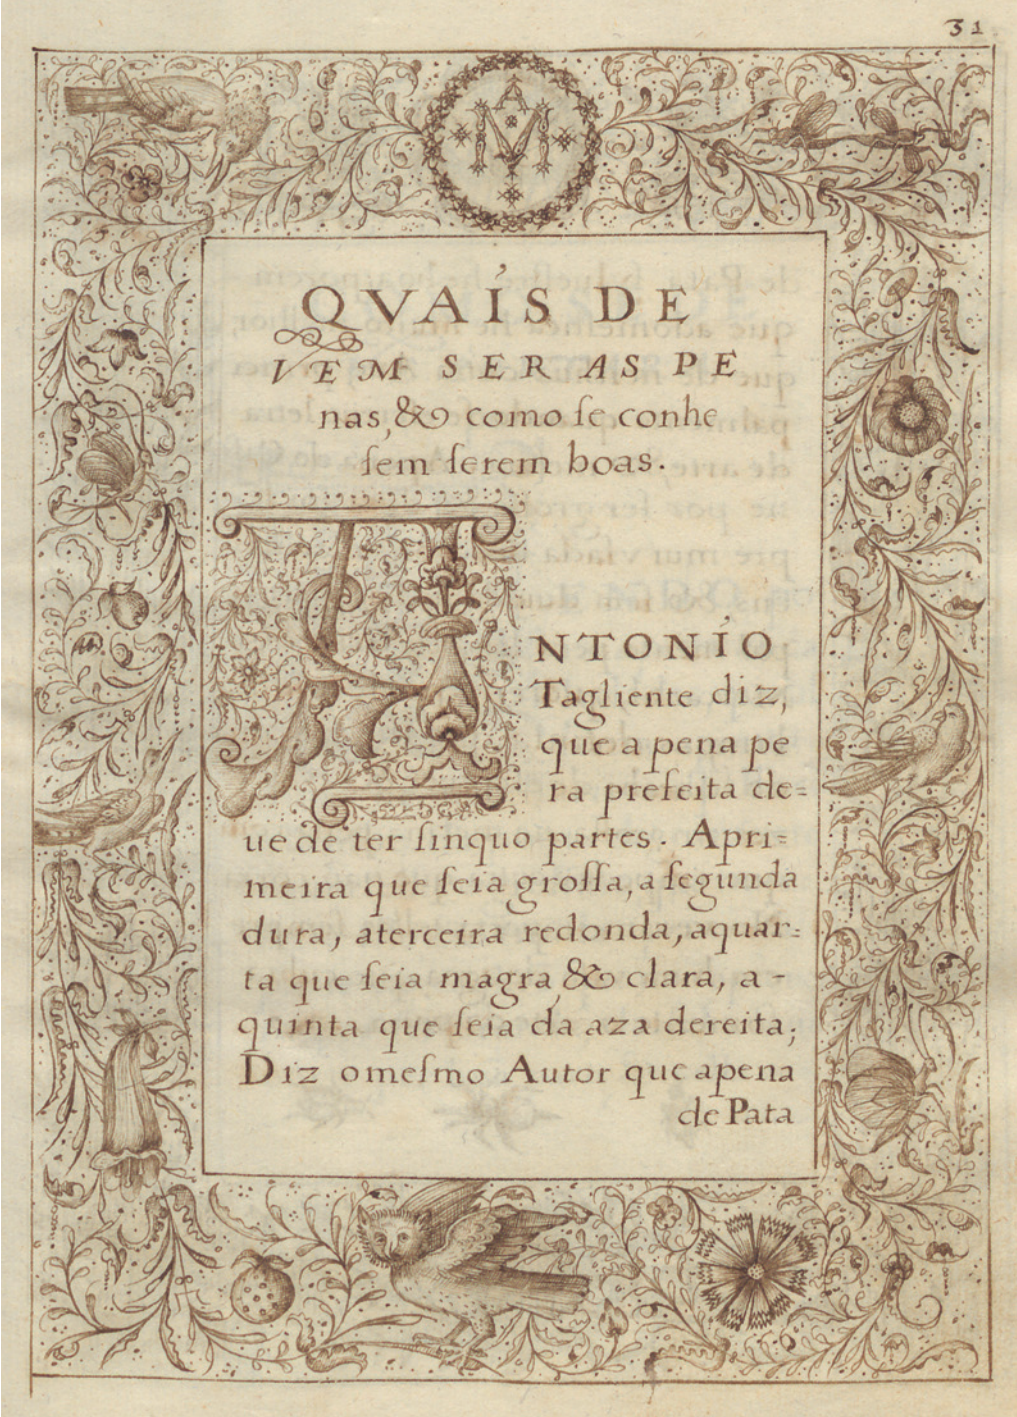 31
QVAÍS DE
VEM SER AS PE
nas, & como ſe conhe
ſem ſerem boas.
ANTONÍO
Tagliente diz,
que a pena pe
ra prefeita de=
ue de ter ſinquo partes. Apri=
meira que ſeia groſſa, a ſegunda
dura, aterceira redonda, aquar=
ta que ſeia magra & clara, a -
quinta que ſeia da aza dereita;
Diz omeſmo Autor que apena
de Pata